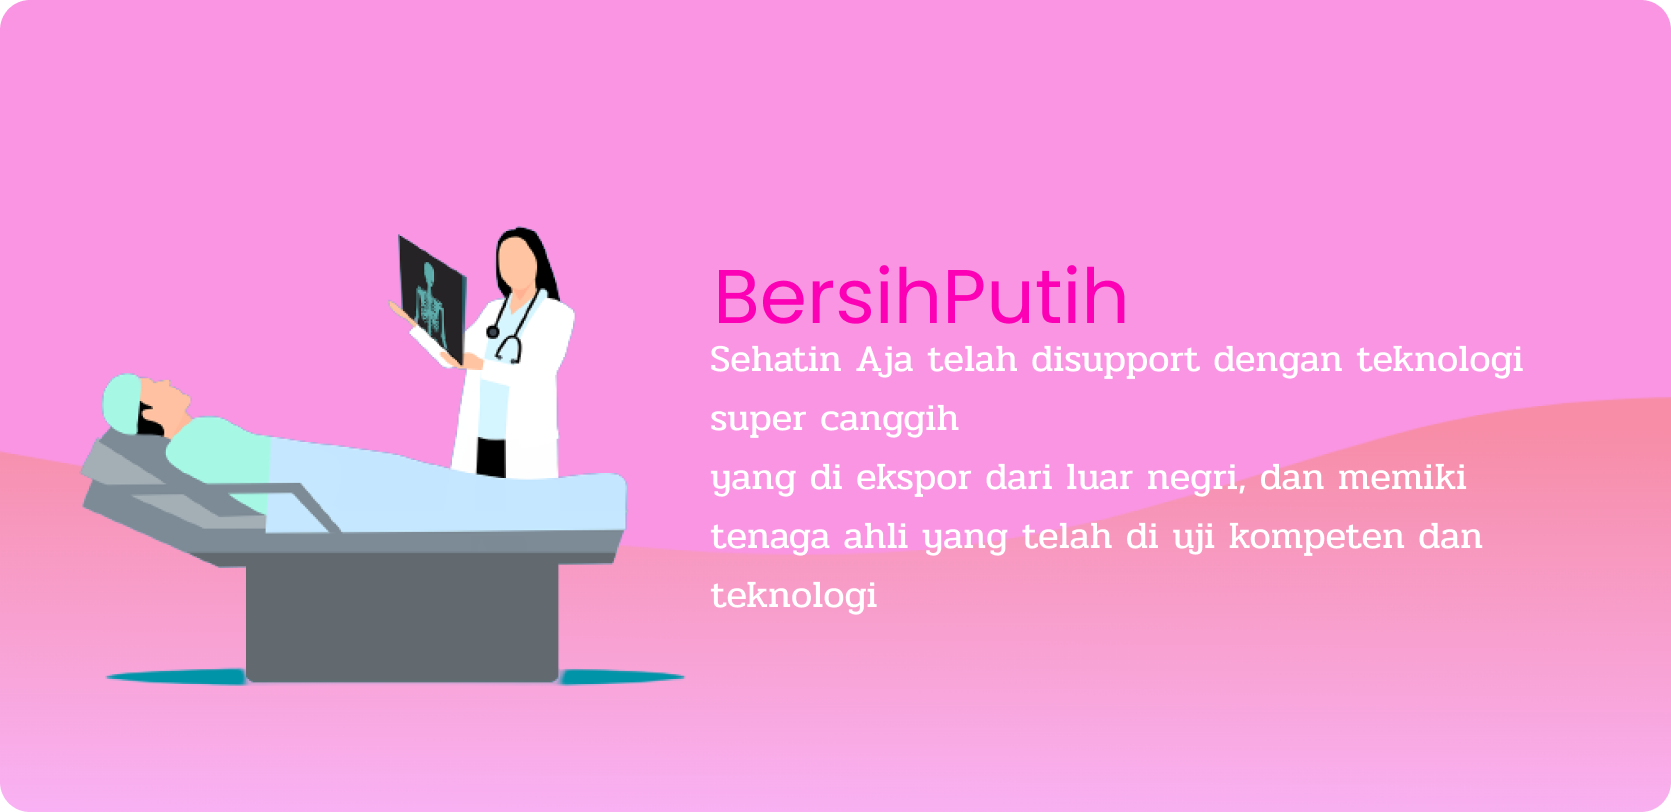 BersihPutih
Sehatin Aja telah disupport dengan teknologi
super canggih
yang di ekspor dari luar negri, dan memiki
tenaga ahli yang telah di uji kompeten dan
teknologi